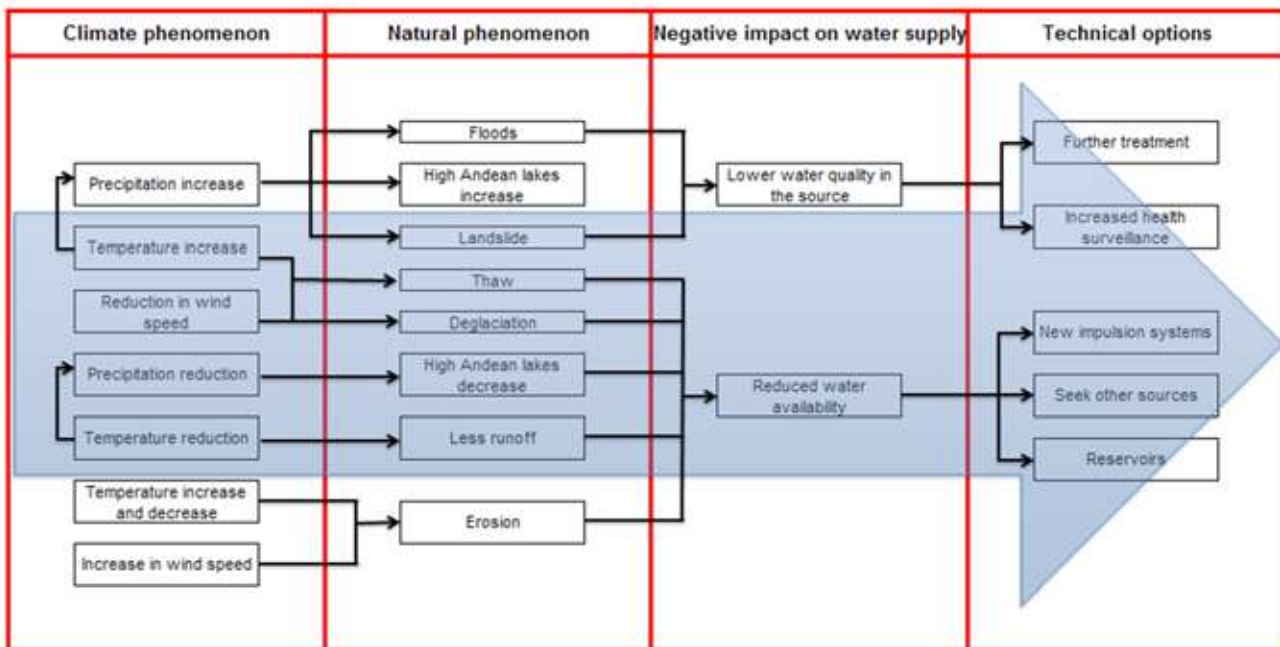 Climate phenomenon
Natural phenomenon
Negative impact on water supply
Technical options
Precipitation increase
Temperature increase
Reduction in wind
speed
Precipitation reduction
Temperature reduction
Temperature increase
and decrease
Increase in wind speed
Floods
High Andean lakes
increase
Landslide
Thaw
Deglaciation
High Andean lakes
decrease
Less runoff
Erosion
Lower water quality in
the source
Reduced water
availability
Further treatment
Increased health
surveillance
New impulsion systems
Seek other sources
Reservoirs